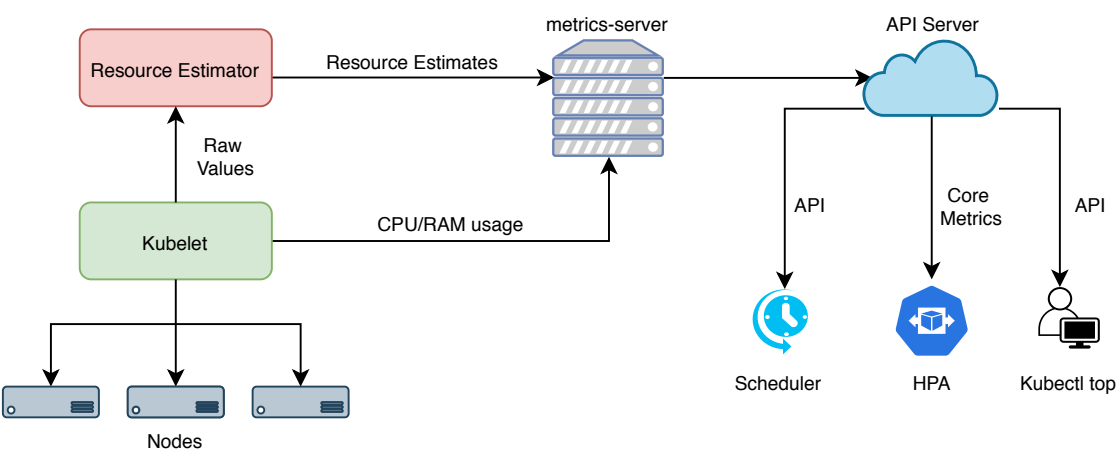 metrics-server
API Server
Resource Estimator
Resource Estimates
Raw
Values
Kubelet
CPU/RAM usage
API
Core
Metrics
API
Scheduler
HPA
Kubectl top
Nodes